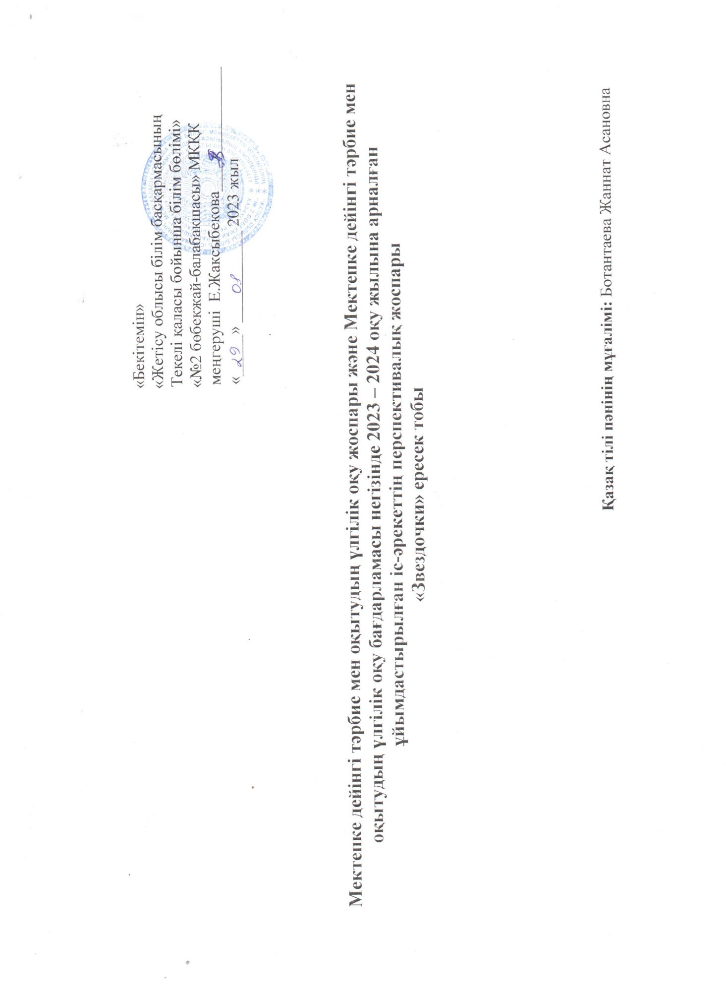 «Бекітемін»
«Жетісу облысы білім басқармасының
Текелі қаласы бойынша білім бөлімі»
«№2 бөбекжай-балабақшасы» МКҚК
меңгеруші Е.Жаксыбекова
« 29 » 08 2023 жыл
Мектепке дейінгі тәрбие мен оқытудың үлгілік оқу жоспары және Мектепке дейінгі тәрбие мен
оқытудың үлгілік оқу бағдарламасы негізінде 2023 – 2024 оқу жылына арналған
ұйымдастырылған іс-әрекеттің перспективалық жоспары
«Звездочки» ересек тобы
Қазақ тілі пәнінің мұғалімі: Ботантаева Жаннат Асановна